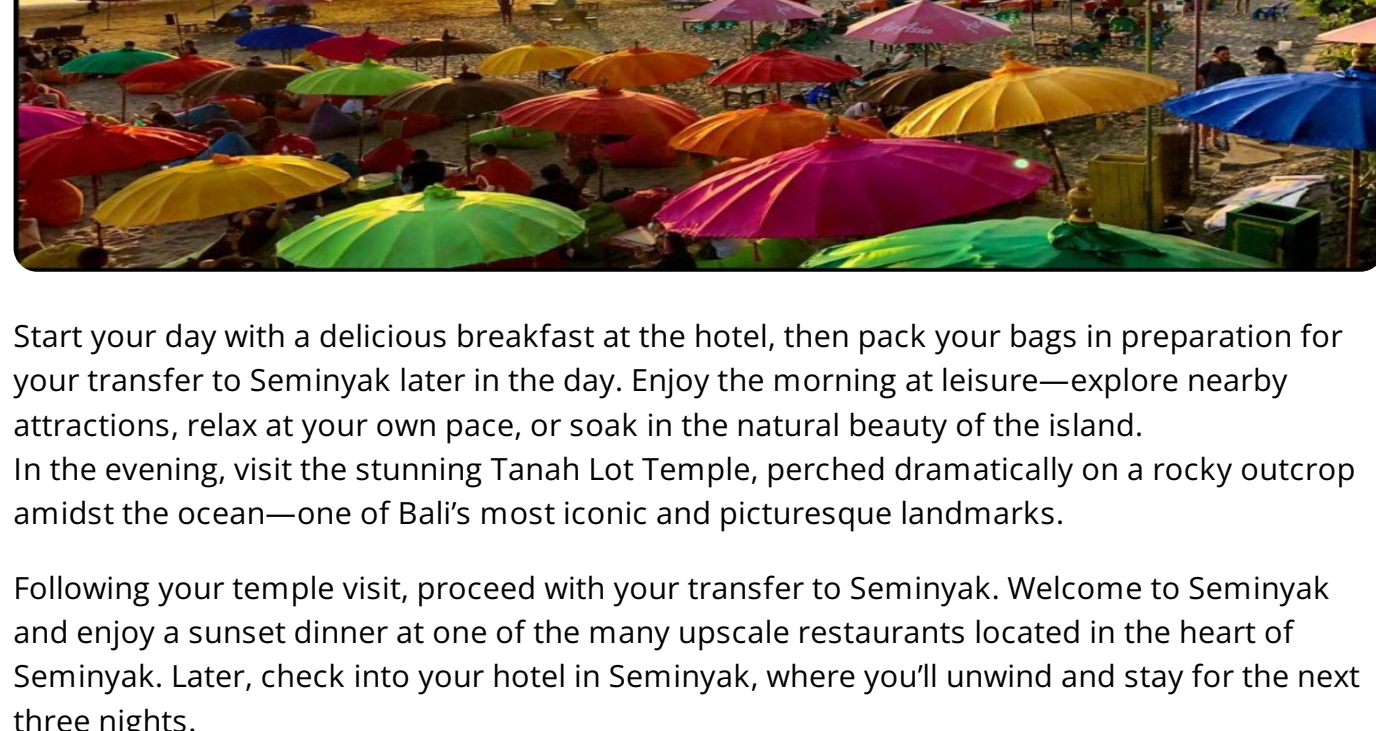 Start your day with a delicious breakfast at the hotel, then pack your bags in preparation for
your transfer to Seminyak later in the day. Enjoy the morning at leisure—explore nearby
attractions, relax at your own pace, or soak in the natural beauty of the island.
In the evening, visit the stunning Tanah Lot Temple, perched dramatically on a rocky outcrop
amidst the ocean—one of Bali’s most iconic and picturesque landmarks.
Following your temple visit, proceed with your transfer to Seminyak. Welcome to Seminyak
and enjoy a sunset dinner at one of the many upscale restaurants located in the heart of
Seminyak. Later, check into your hotel in Seminyak, where you’ll unwind and stay for the next
three nights.